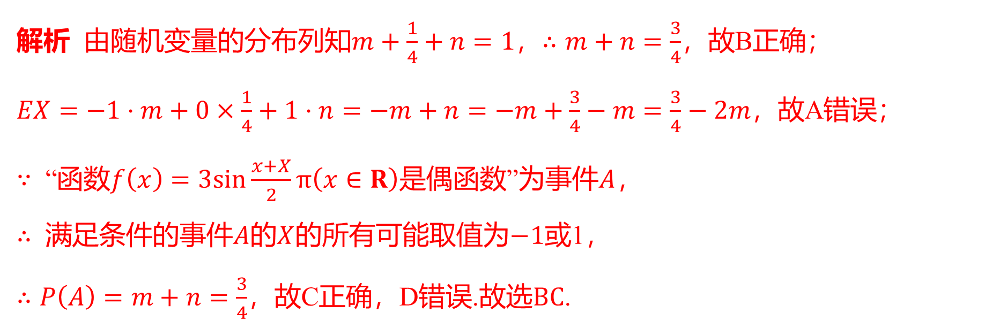 解析 由随机变量的分布列知$m+\frac{1}{4}+n=1$，∴ $m+n=\frac{3}{4}$，故B正确；
$EX=-1\cdot m+0\times\frac{1}{4}+1\cdot n=-m+n=-m+\frac{3}{4}-m=\frac{3}{4}-2m$，故A错误；
∵ “函数$f(x)=3\sin\frac{x+X}{2}\pi(x\in\mathbf{R})$是偶函数”为事件$A$，
∴ 满足条件的事件$A$的$X$的所有可能取值为$-1$或1，
∴ $P(A)=m+n=\frac{3}{4}$，故C正确，D错误.故选BC.